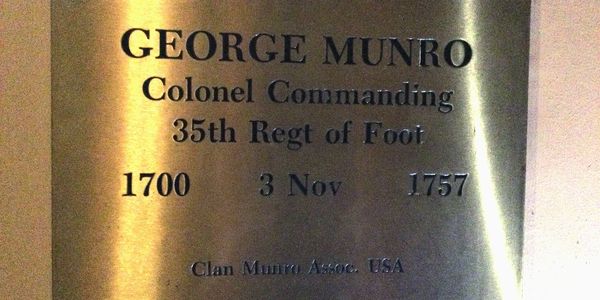 GEORGE MUNRO
Colonel Commanding
35th Regt of Foot
1700 3 Nov 1757
Clan Munro Assoc. USA